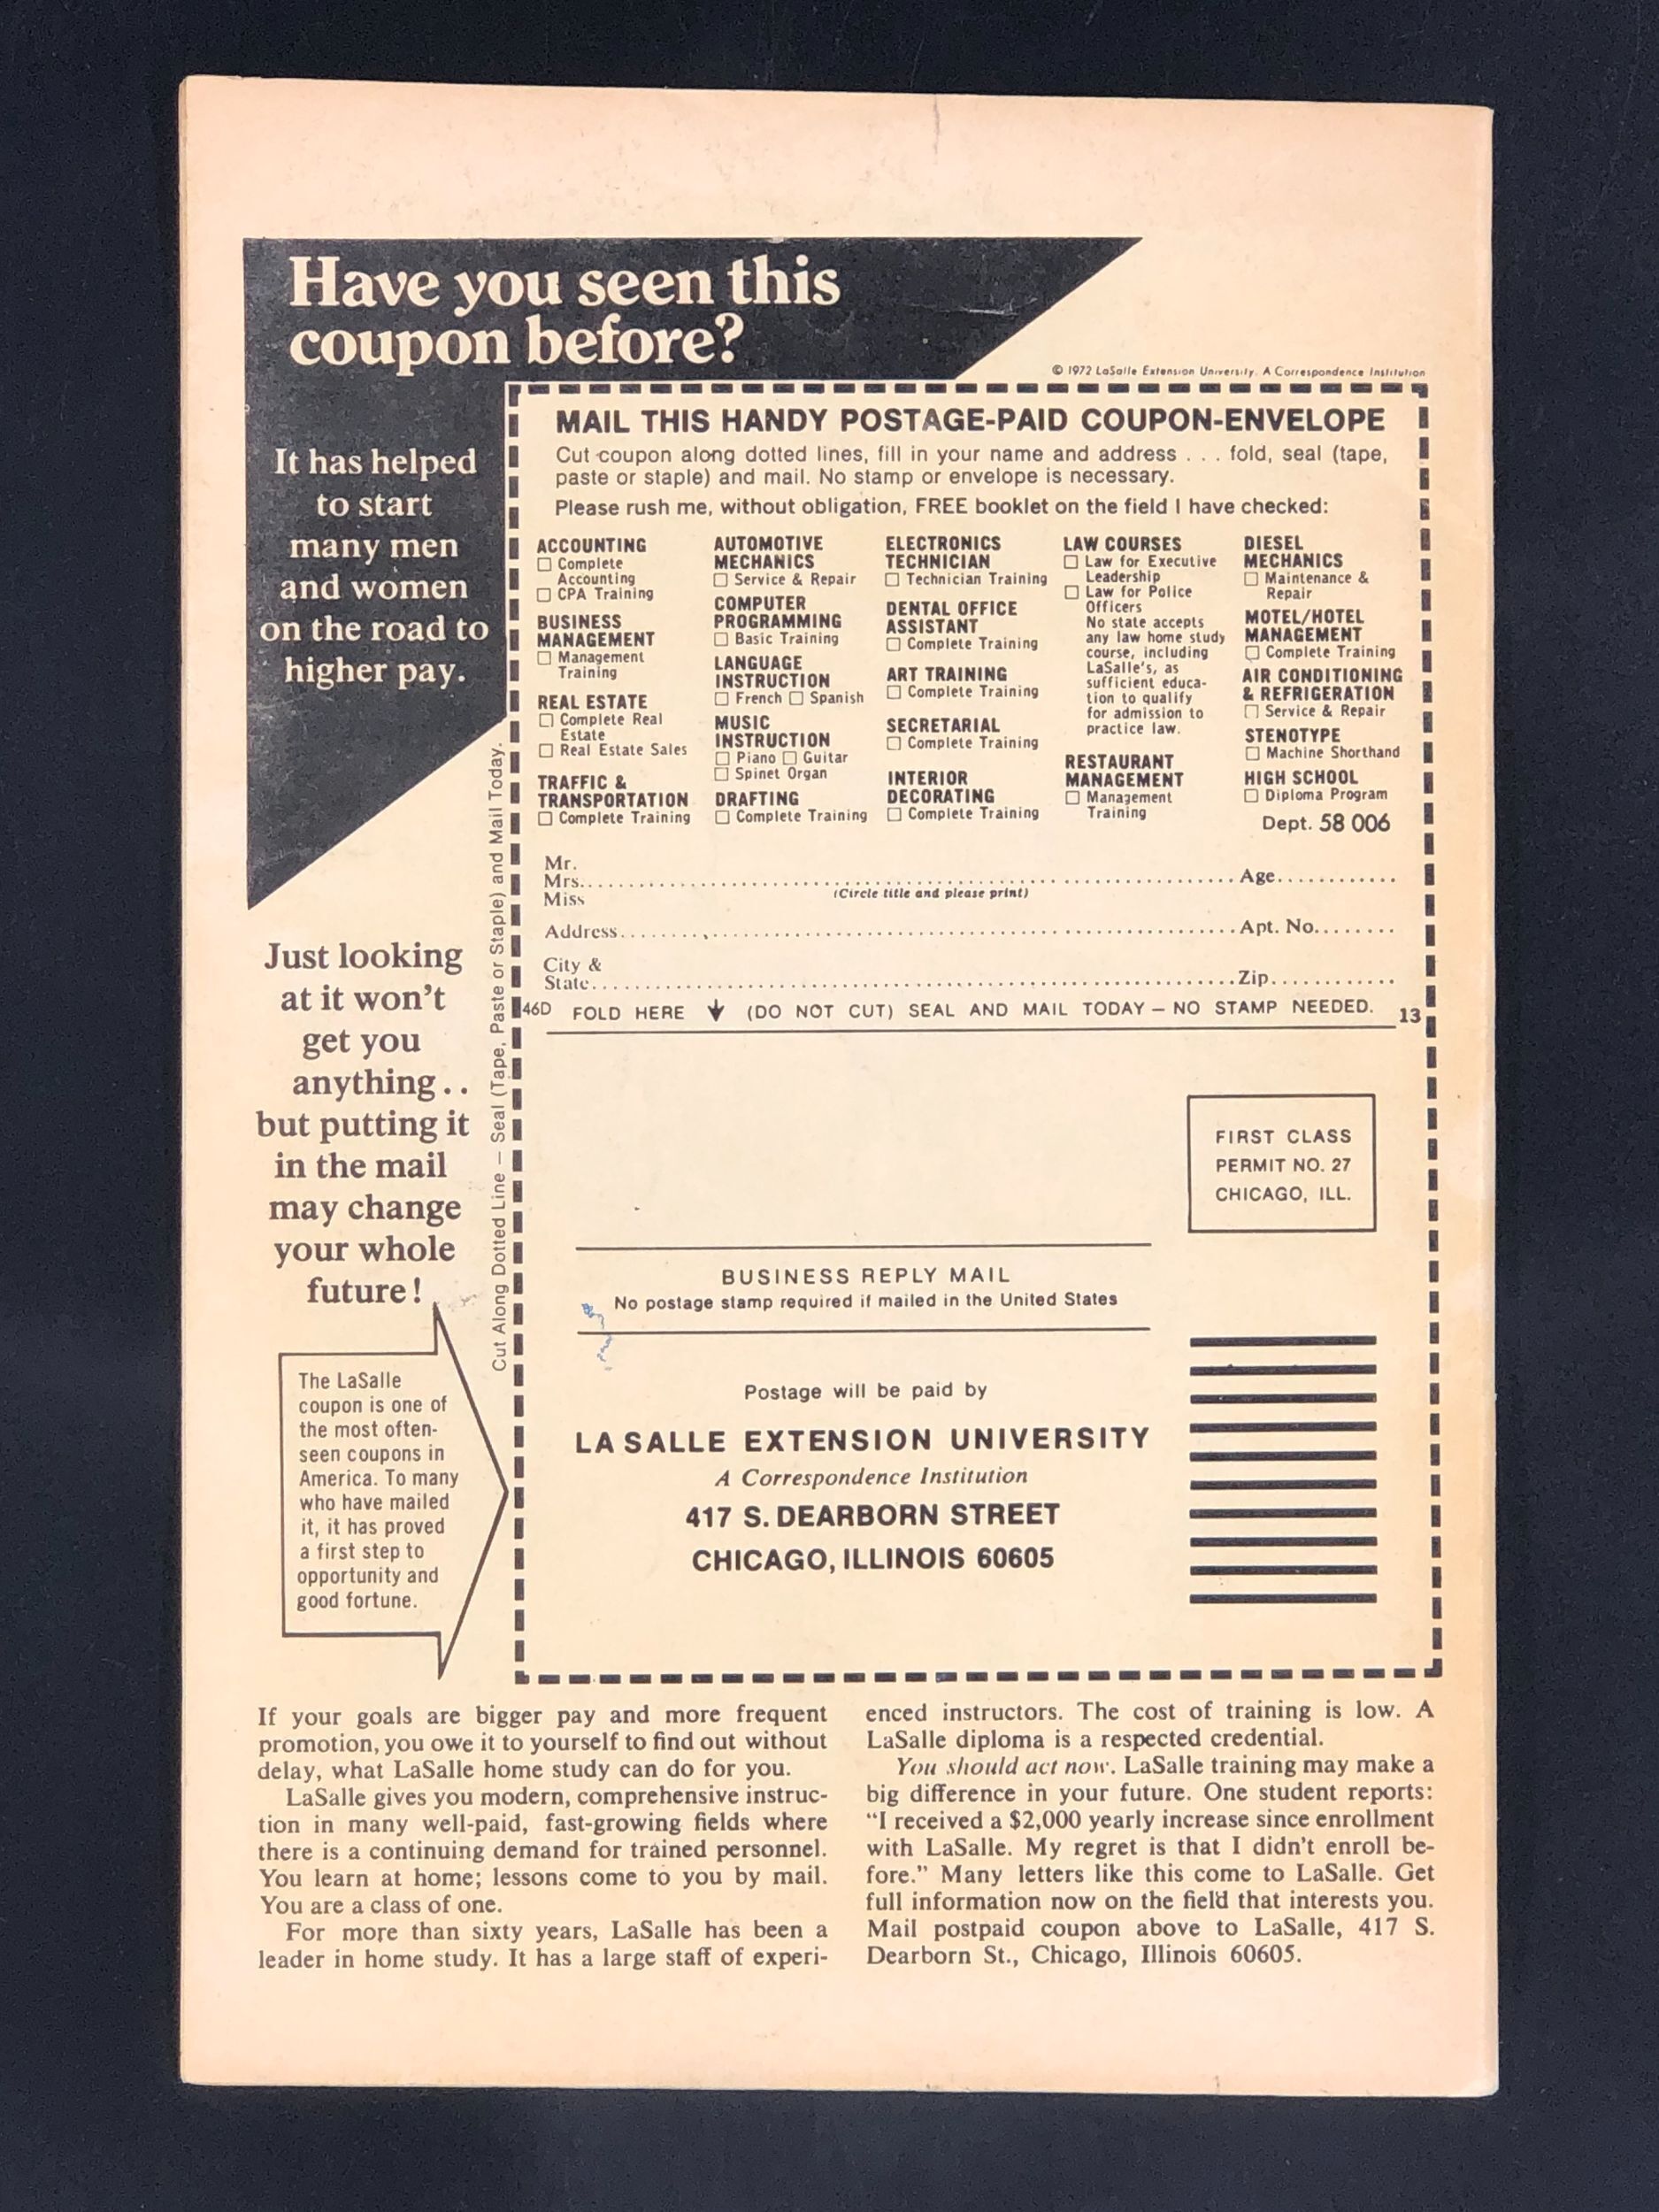 Have you seen this
coupon before?
It has helped
to start
many men
and women
on the road to
higher pay.
Just looking
at it won't
get you
anything..
but putting it
in the mail
may change
your whole
future!
The LaSalle
coupon is one of
the most often-
seen coupons in
America. To many
who have mailed
it, it has proved
a first step to
opportunity and
good fortune.
Cut Along Dotted Line – Seal (Tape, Paste or Staple) and Mail Today.
© 1972 LaSalle Extension University. A Correspondence Institution
MAIL THIS HANDY POSTAGE-PAID COUPON-ENVELOPE
Cut coupon along dotted lines, fill in your name and address . . . fold, seal (tape,
paste or staple) and mail. No stamp or envelope is necessary.
Please rush me, without obligation, FREE booklet on the field I have checked:
ACCOUNTING
☐ Complete
Accounting
☐ CPA Training
BUSINESS
MANAGEMENT
☐ Management
Training
REAL ESTATE
☐ Complete Real
Estate
☐ Real Estate Sales
TRAFFIC &
TRANSPORTATION
☐ Complete Training
AUTOMOTIVE
MECHANICS
☐ Service & Repair
COMPUTER
PROGRAMMING
☐ Basic Training
LANGUAGE
INSTRUCTION
☐ French ☐ Spanish
MUSIC
INSTRUCTION
☐ Piano ☐ Guitar
☐ Spinet Organ
DRAFTING
☐ Complete Training
ELECTRONICS
TECHNICIAN
☐ Technician Training
DENTAL OFFICE
ASSISTANT
☐ Complete Training
ART TRAINING
☐ Complete Training
SECRETARIAL
☐ Complete Training
INTERIOR
DECORATING
☐ Complete Training
LAW COURSES
☐ Law for Executive
Leadership
☐ Law for Police
Officers
No state accepts
any law home study
course, including
LaSalle's, as
sufficient educa-
tion to qualify
for admission to
practice law.
RESTAURANT
MANAGEMENT
☐ Management
Training
DIESEL
MECHANICS
☐ Maintenance &
Repair
MOTEL/HOTEL
MANAGEMENT
☐ Complete Training
AIR CONDITIONING
& REFRIGERATION
☐ Service & Repair
STENOTYPE
☐ Machine Shorthand
HIGH SCHOOL
☐ Diploma Program
Dept. 58 006
Mr.
Mrs. Age
Miss
(Circle title and please print)
Address Apt. No.
City &
State Zip
46D FOLD HERE ↓ (DO NOT CUT) SEAL AND MAIL TODAY – NO STAMP NEEDED. 13
FIRST CLASS
PERMIT NO. 27
CHICAGO, ILL.
BUSINESS REPLY MAIL
No postage stamp required if mailed in the United States
Postage will be paid by
LA SALLE EXTENSION UNIVERSITY
A Correspondence Institution
417 S. DEARBORN STREET
CHICAGO, ILLINOIS 60605
If your goals are bigger pay and more frequent
promotion, you owe it to yourself to find out without
delay, what LaSalle home study can do for you.
LaSalle gives you modern, comprehensive instruc-
tion in many well-paid, fast-growing fields where
there is a continuing demand for trained personnel.
You learn at home; lessons come to you by mail.
You are a class of one.
For more than sixty years, LaSalle has been a
leader in home study. It has a large staff of experi-
enced instructors. The cost of training is low. A
LaSalle diploma is a respected credential.
You should act now. LaSalle training may make a
big difference in your future. One student reports:
"I received a $2,000 yearly increase since enrollment
with LaSalle. My regret is that I didn't enroll be-
fore." Many letters like this come to LaSalle. Get
full information now on the field that interests you.
Mail postpaid coupon above to LaSalle, 417 S.
Dearborn St., Chicago, Illinois 60605.